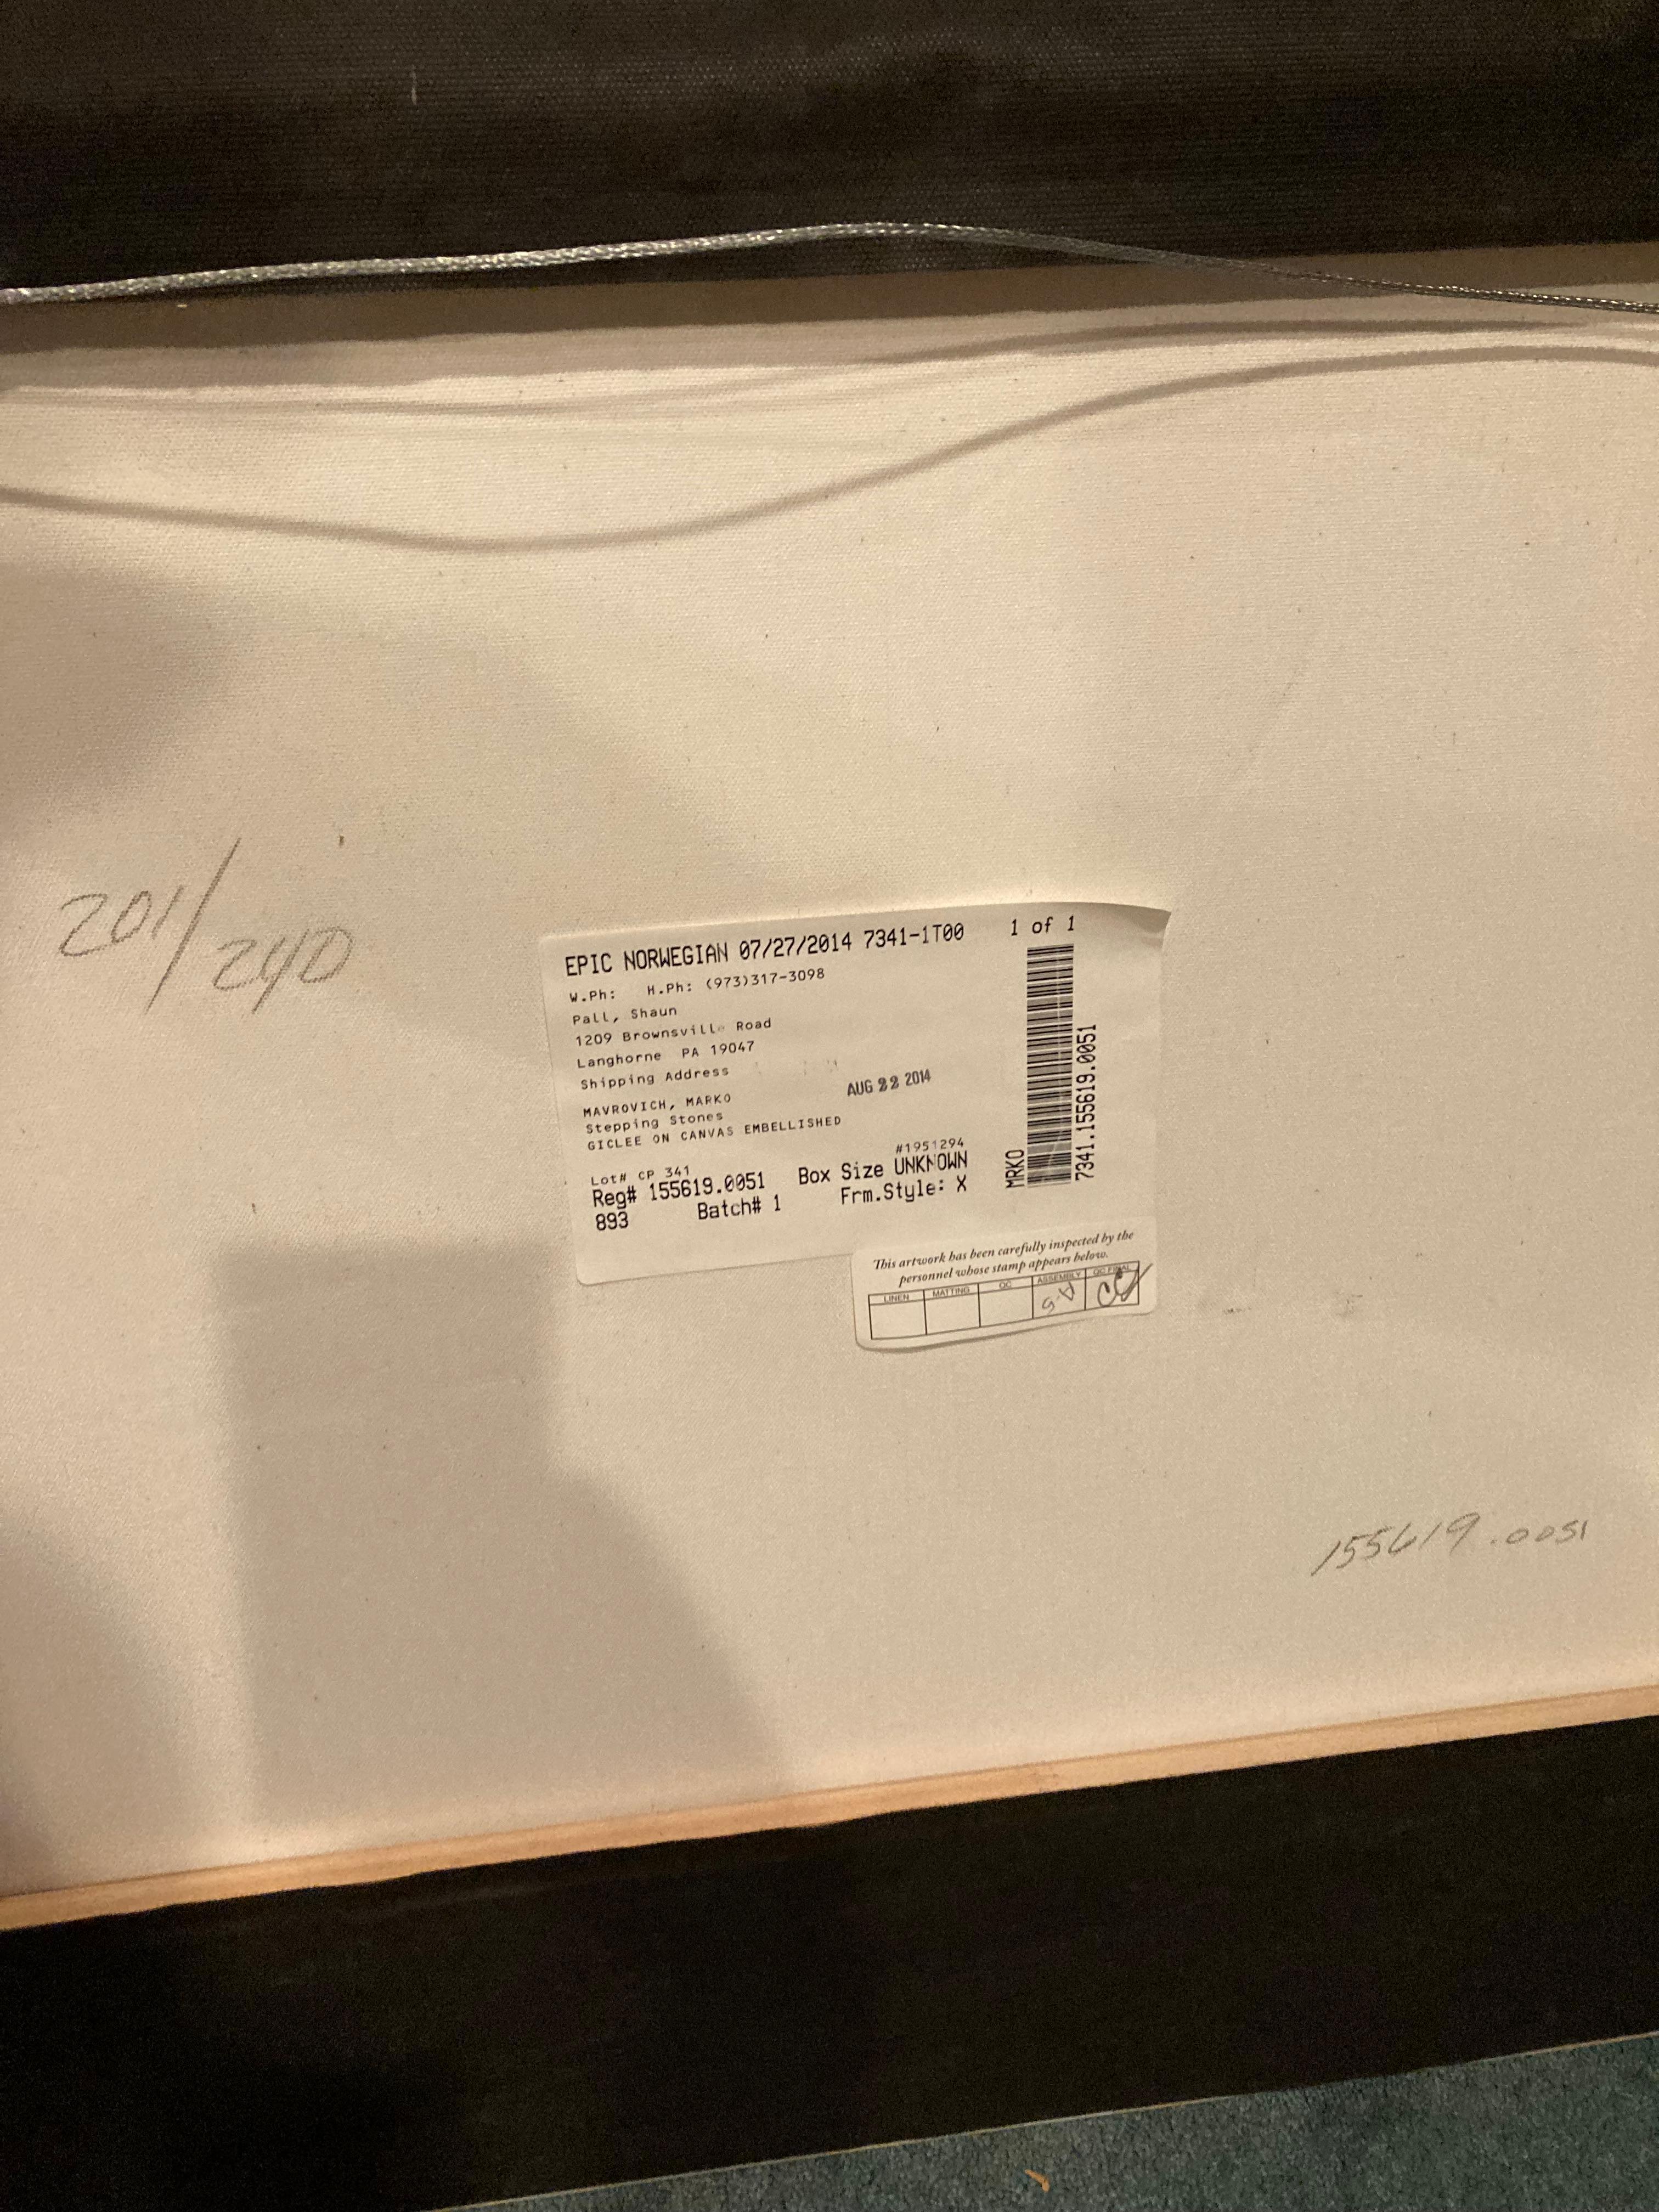 201/240
EPIC NORWEGIAN 07/27/2014 7341-1T00 1 of 1
W.Ph: H.Ph: (973)317-3098
Pall, Shaun
1209 Brownsville Road
Langhorne PA 19047
Shipping Address
AUG 22 2014
MAVROVICH, MARKO
Stepping Stones
GICLEE ON CANVAS EMBELLISHED
#1951294
Lot# CP 341
Reg# 155619.0051 Box Size UNKNOWN
893 Batch# 1 Frm.Style: X
MRKO
7341.155619.0051
This artwork has been carefully inspected by the
personnel whose stamp appears below.
LINEN MATTING QC ASSEMBLY QC FINAL
155619.0051